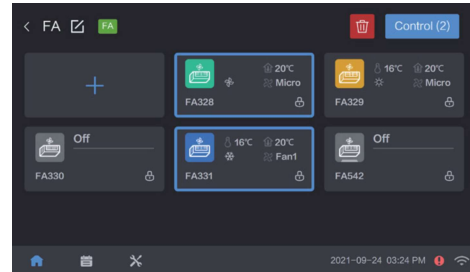 FA FA Control (2)
20°C
Micro
FA328
16°C 20°C
Micro
FA329
Off
FA330
16°C 20°C
Fan1
FA331
Off
FA542
2021-09-24 03:24 PM